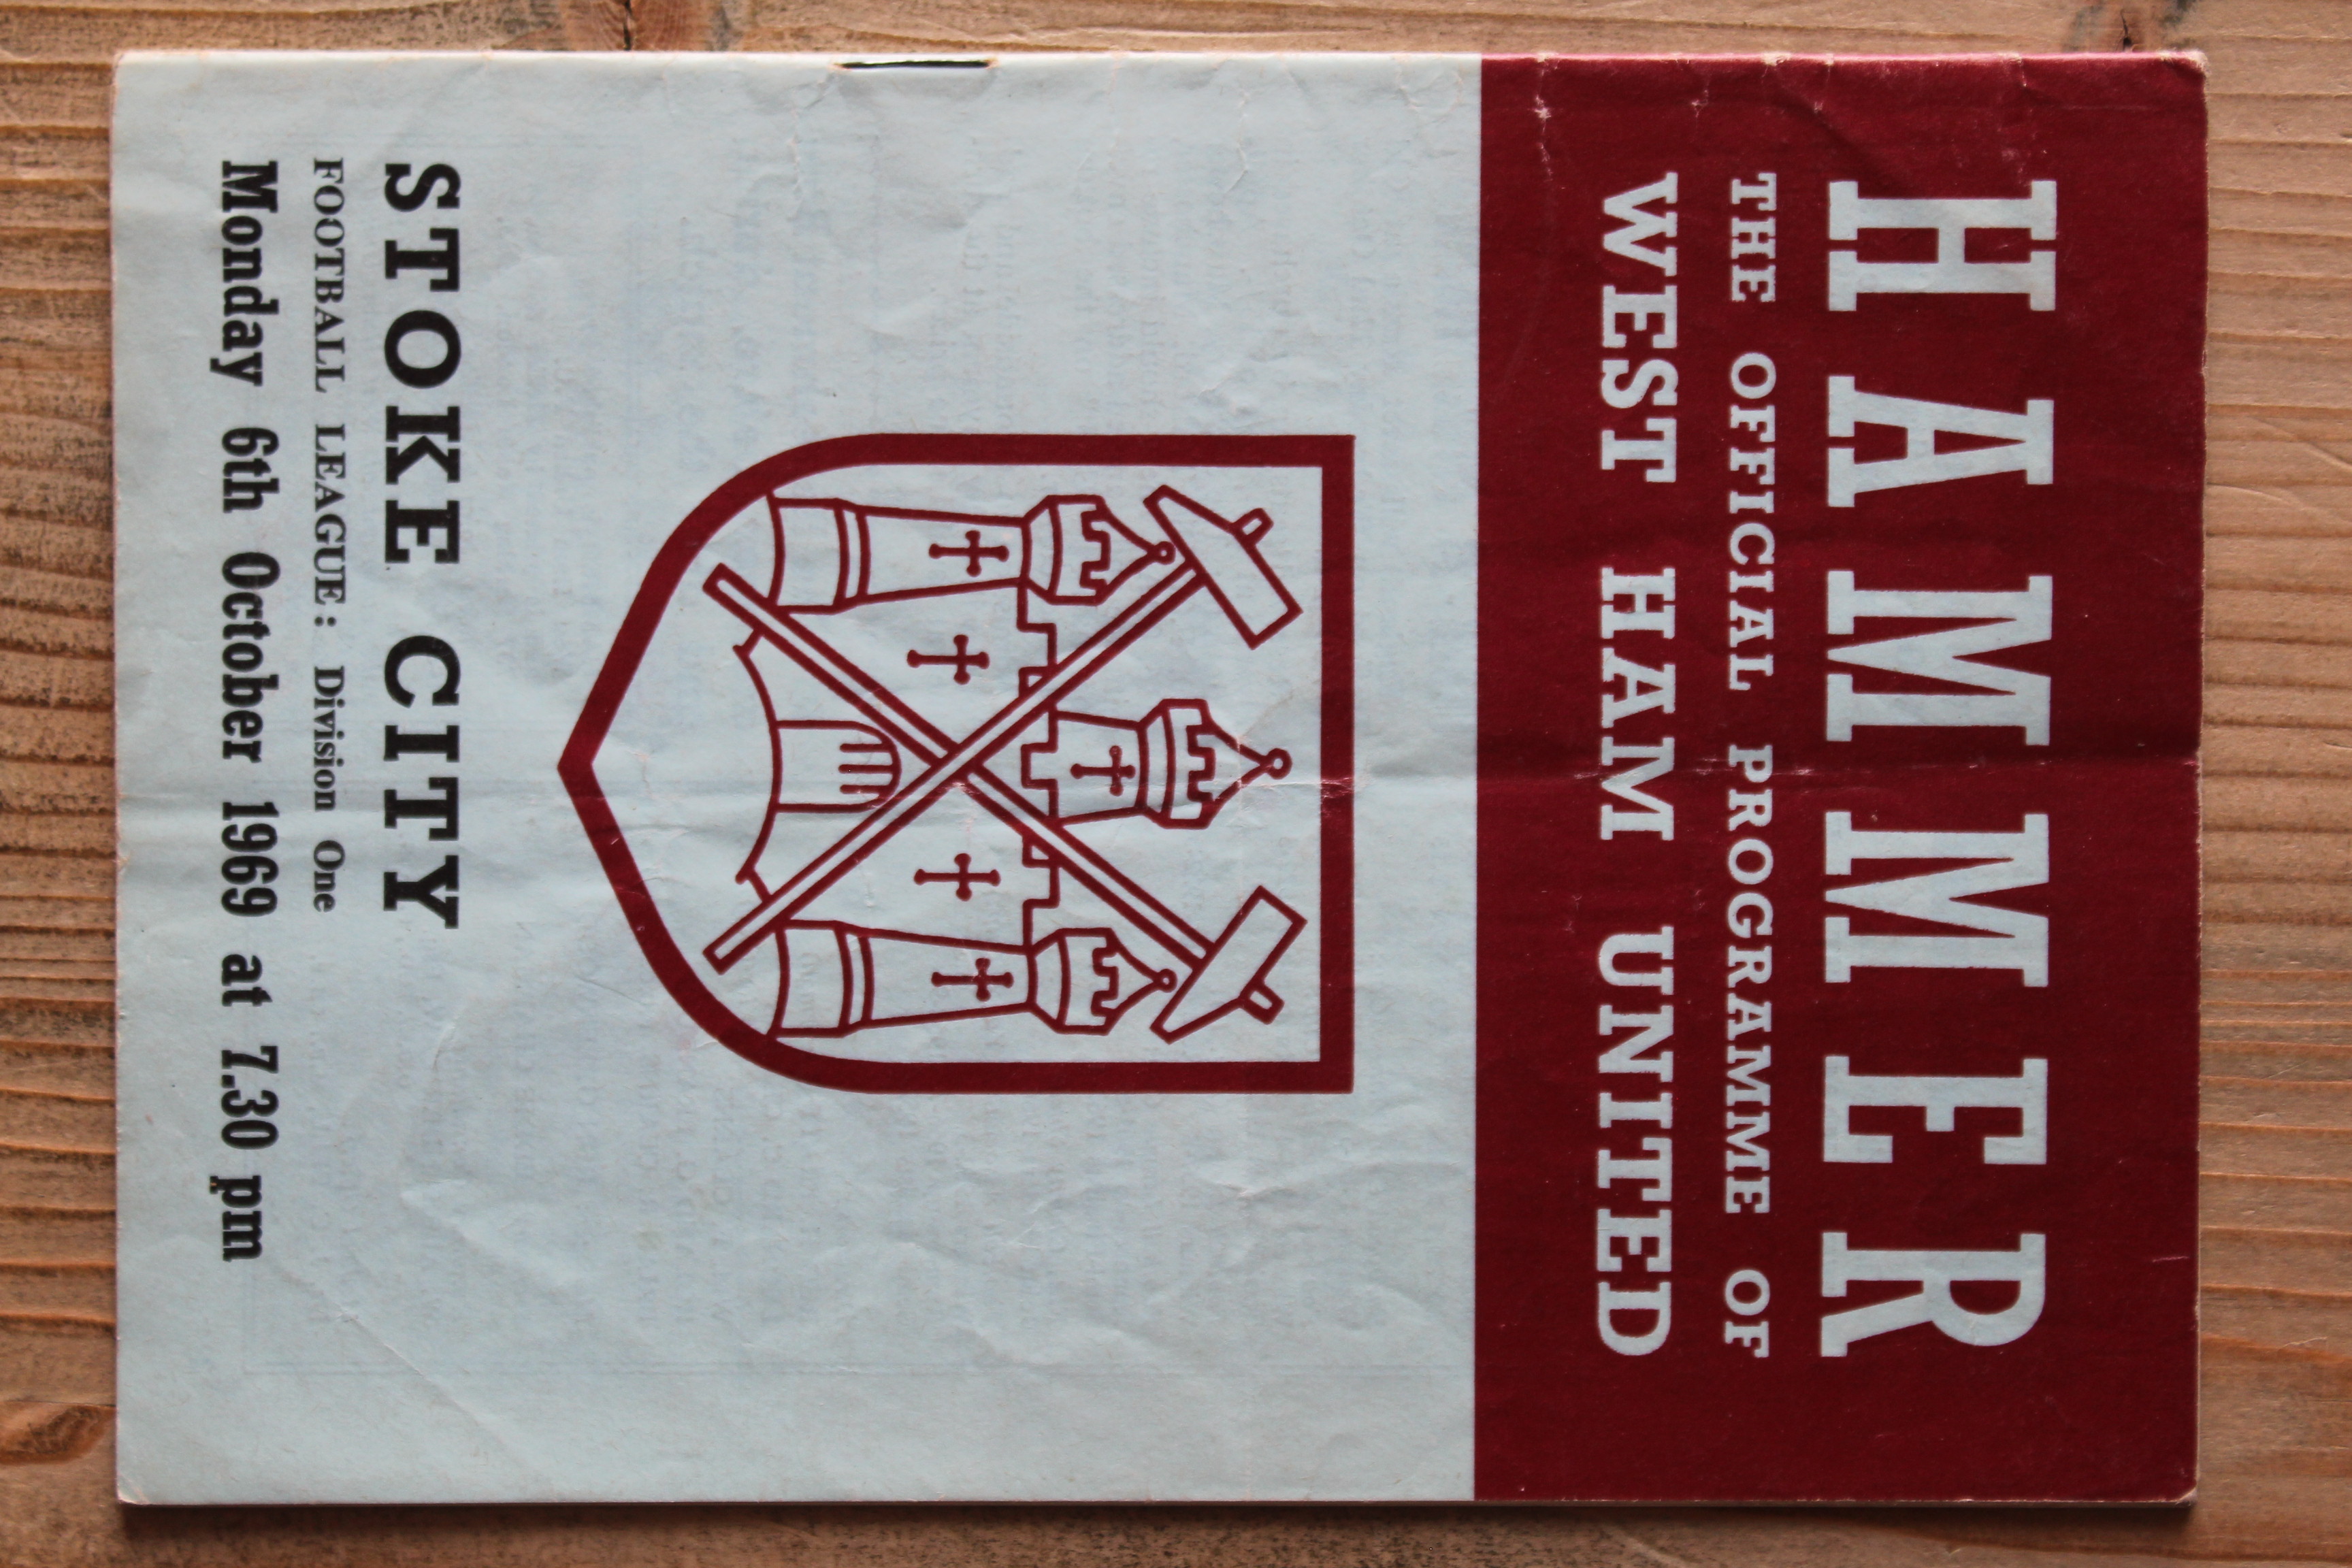 HAMMER
THE OFFICIAL PROGRAMME OF
WEST HAM UNITED
STOKE CITY
FOOTBALL LEAGUE: Division One
Monday 6th October 1969 at 7.30 pm